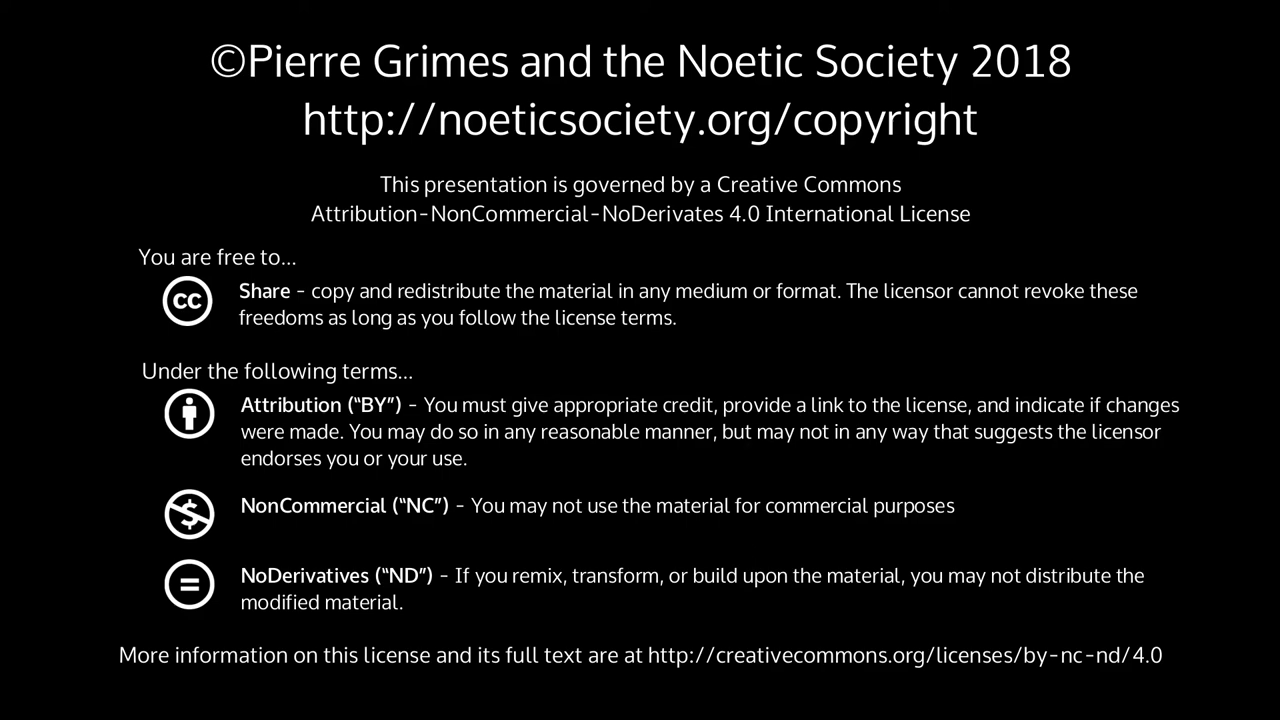 ©Pierre Grimes and the Noetic Society 2018
http://noeticsociety.org/copyright
This presentation is governed by a Creative Commons
Attribution-NonCommercial-NoDerivates 4.0 International License
You are free to...
cc
Share - copy and redistribute the material in any medium or format. The licensor cannot revoke these
freedoms as long as you follow the license terms.
Under the following terms...
Attribution (“BY”) - You must give appropriate credit, provide a link to the license, and indicate if changes
were made. You may do so in any reasonable manner, but may not in any way that suggests the licensor
endorses you or your use.
$
NonCommercial (“NC”) - You may not use the material for commercial purposes
=
NoDerivatives (“ND”) - If you remix, transform, or build upon the material, you may not distribute the
modified material.
More information on this license and its full text are at http://creativecommons.org/licenses/by-nc-nd/4.0